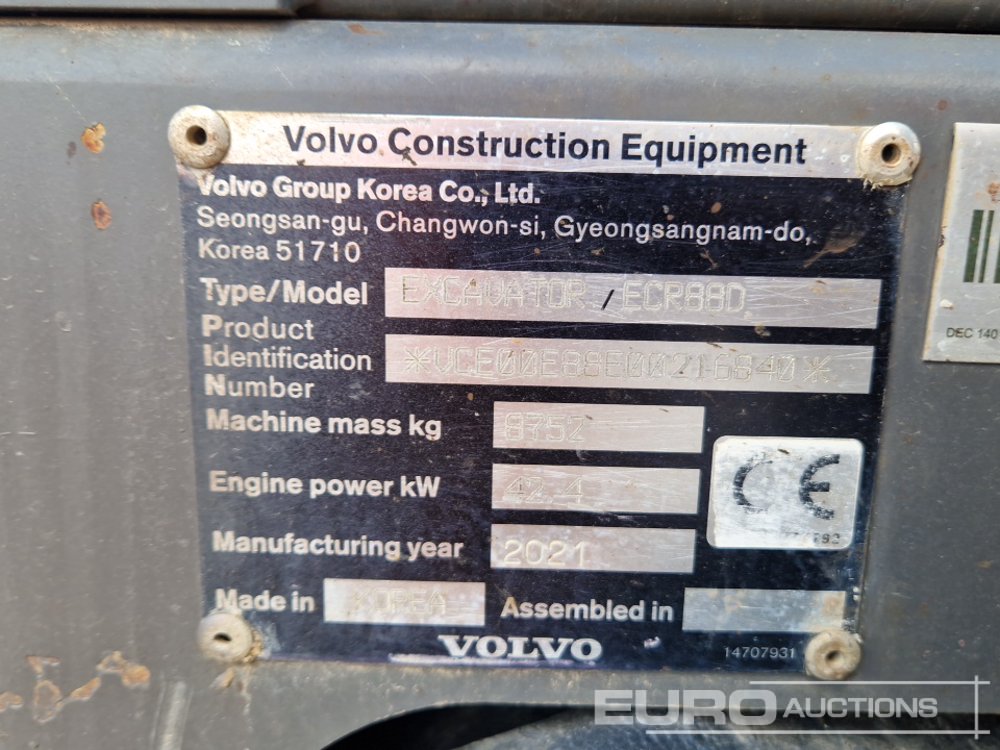 Volvo Construction Equipment
Volvo Group Korea Co., Ltd.
Seongsan-gu, Changwon-si, Gyeongsangnam-do,
Korea 51710
Type/Model EXCAVATOR / ECR88D
Product
Identification *VCE00E88E00216840*
Number
Machine mass kg 8752
Engine power kW 42.4
Manufacturing year 2021
Made in KOREA Assembled in
CE
VOLVO 14707931
DEC 140
EURO AUCTIONS